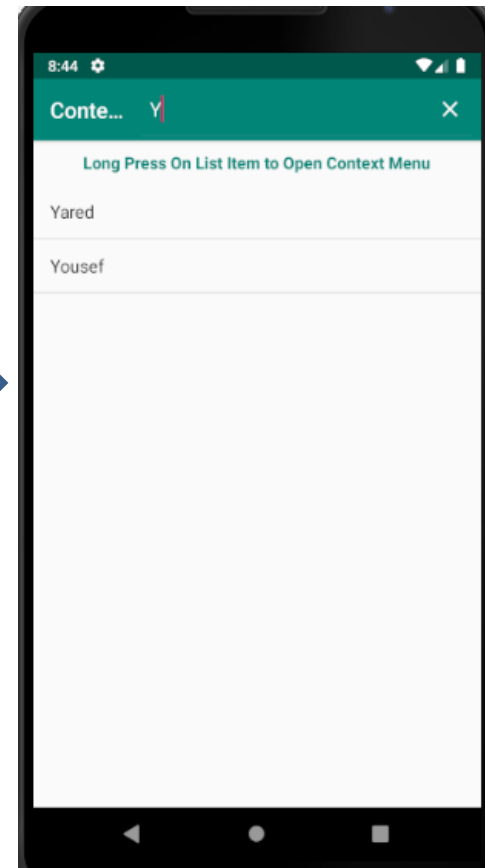 8:44
Conte... Y
Long Press On List Item to Open Context Menu
Yared
Yousef